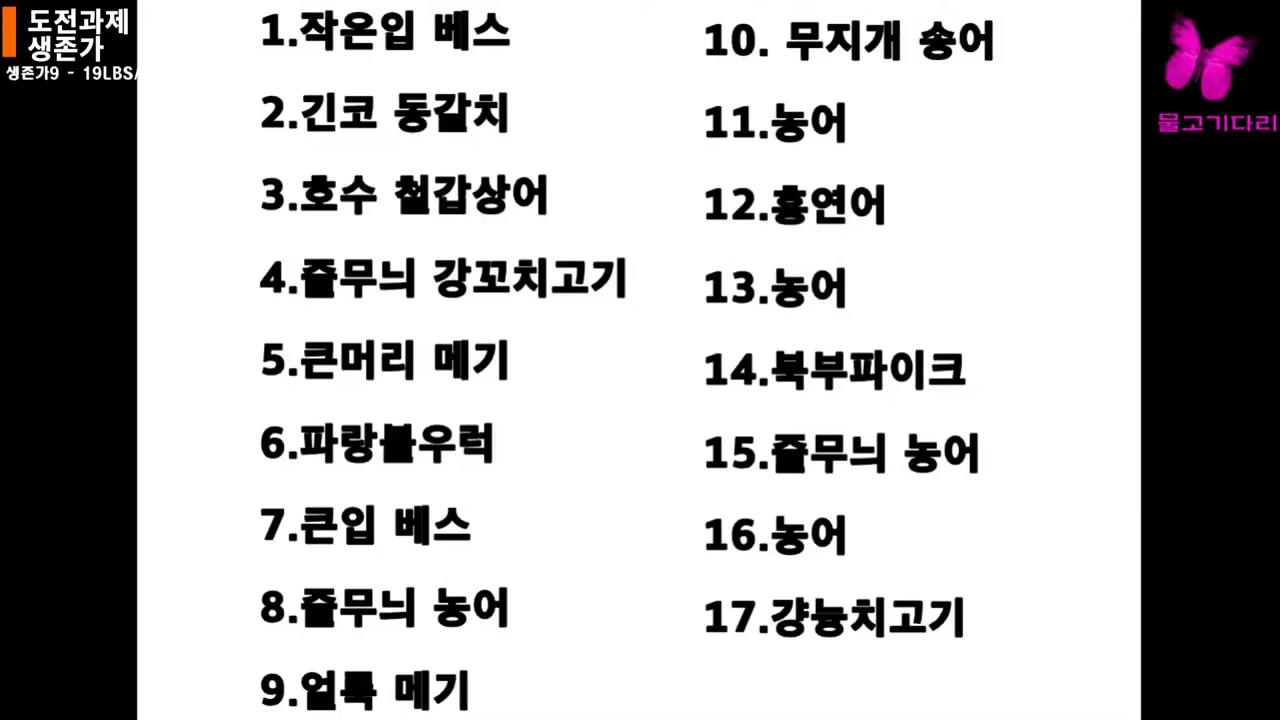 도전과제
생존가
생존가9 - 19LBS/
1.작은입 베스
2.긴코 동갈치
3.호수 철갑상어
4.줄무늬 강꼬치고기
5.큰머리 메기
6.파랑볼우럭
7.큰입 베스
8.줄무늬 농어
9.얼룩 메기
10. 무지개 송어
11.농어
12.홍연어
13.농어
14.북부파이크
15.줄무늬 농어
16.농어
17.걍눙치고기
물고기다리